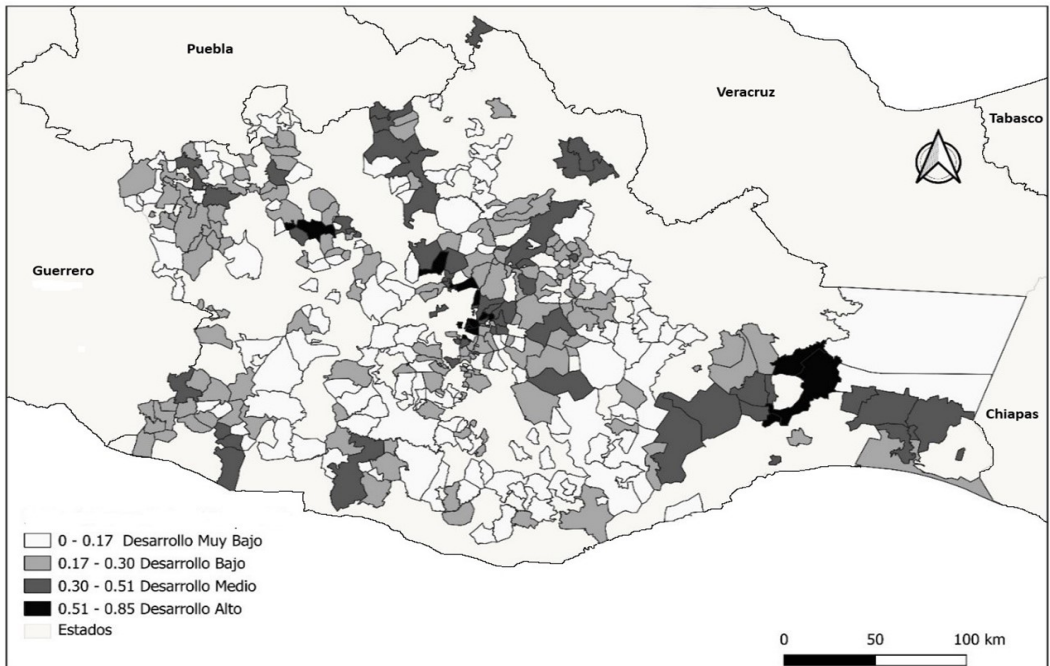 Puebla
Veracruz
Tabasco
Guerrero
Chiapas
0 - 0.17 Desarrollo Muy Bajo
0.17 - 0.30 Desarrollo Bajo
0.30 - 0.51 Desarrollo Medio
0.51 - 0.85 Desarrollo Alto
Estados
0 50 100 km